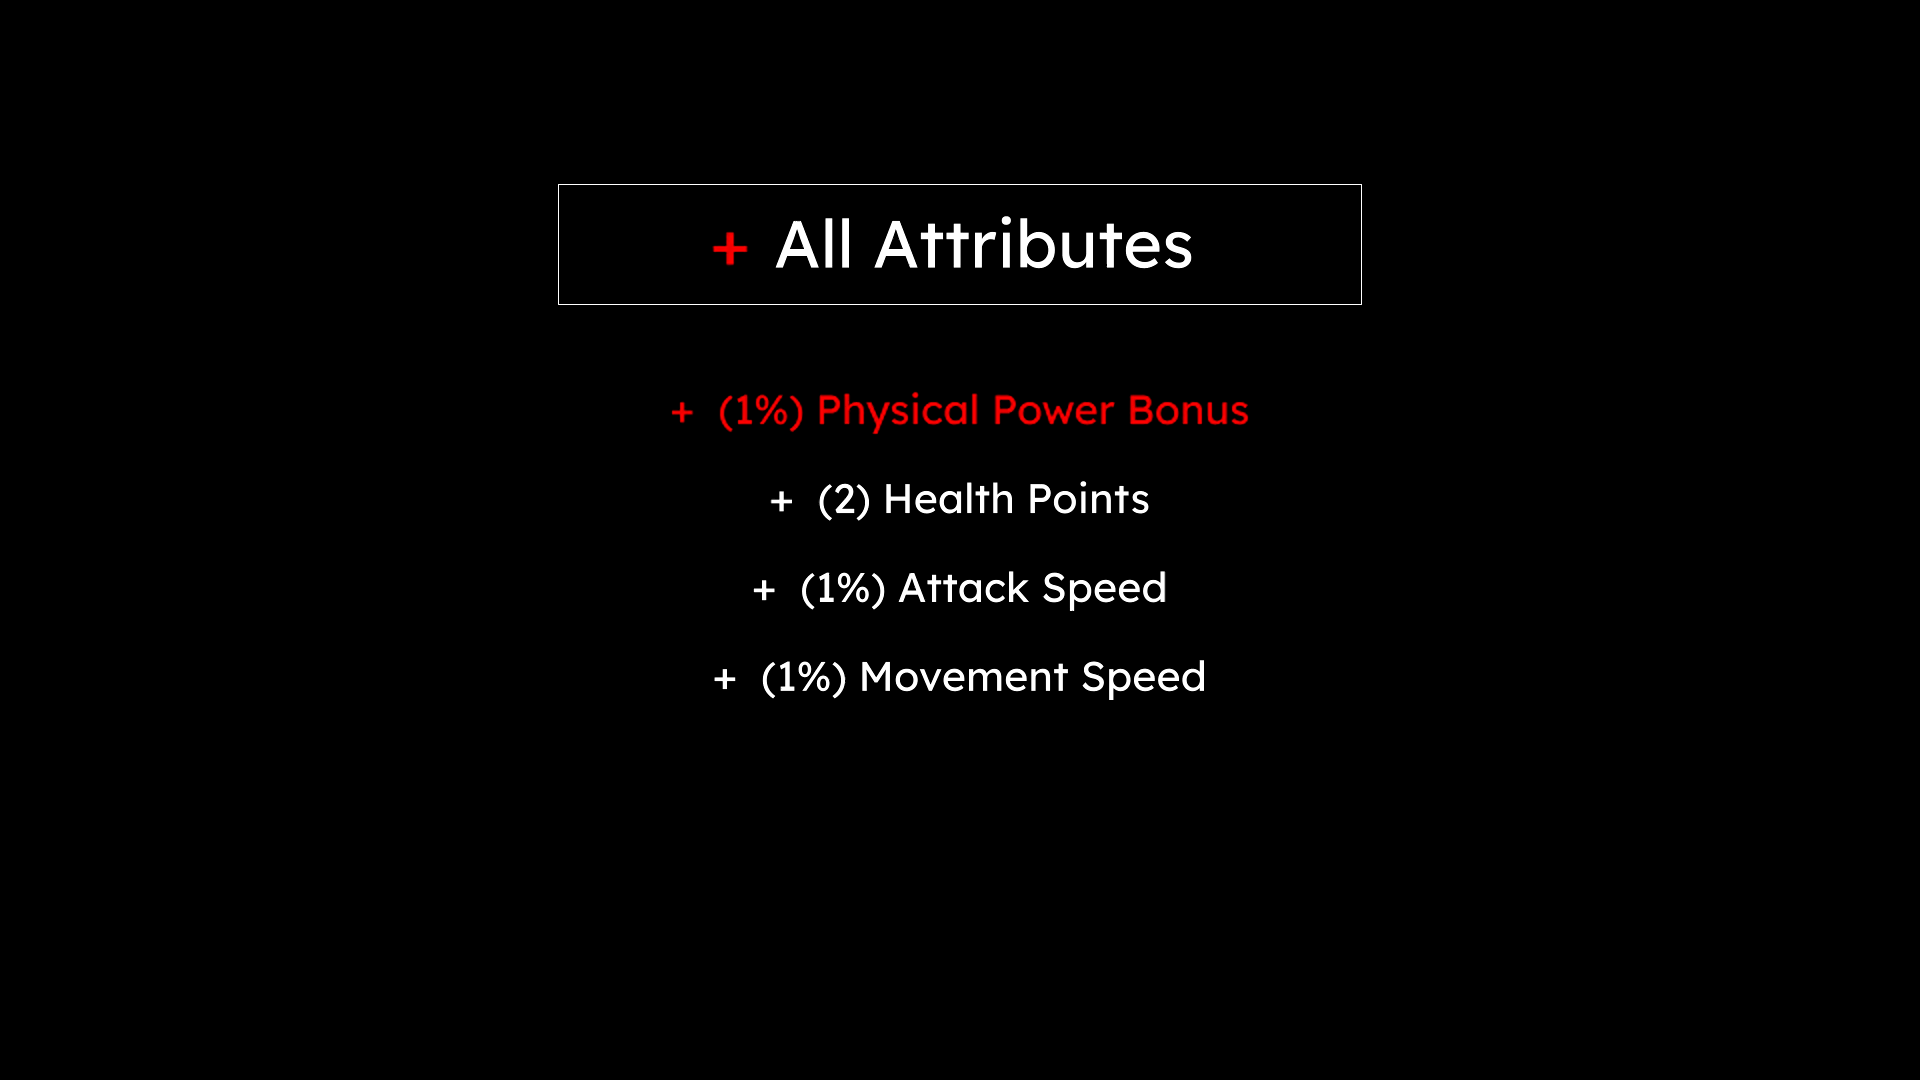 + All Attributes
+ (1%) Physical Power Bonus
+ (2) Health Points
+ (1%) Attack Speed
+ (1%) Movement Speed